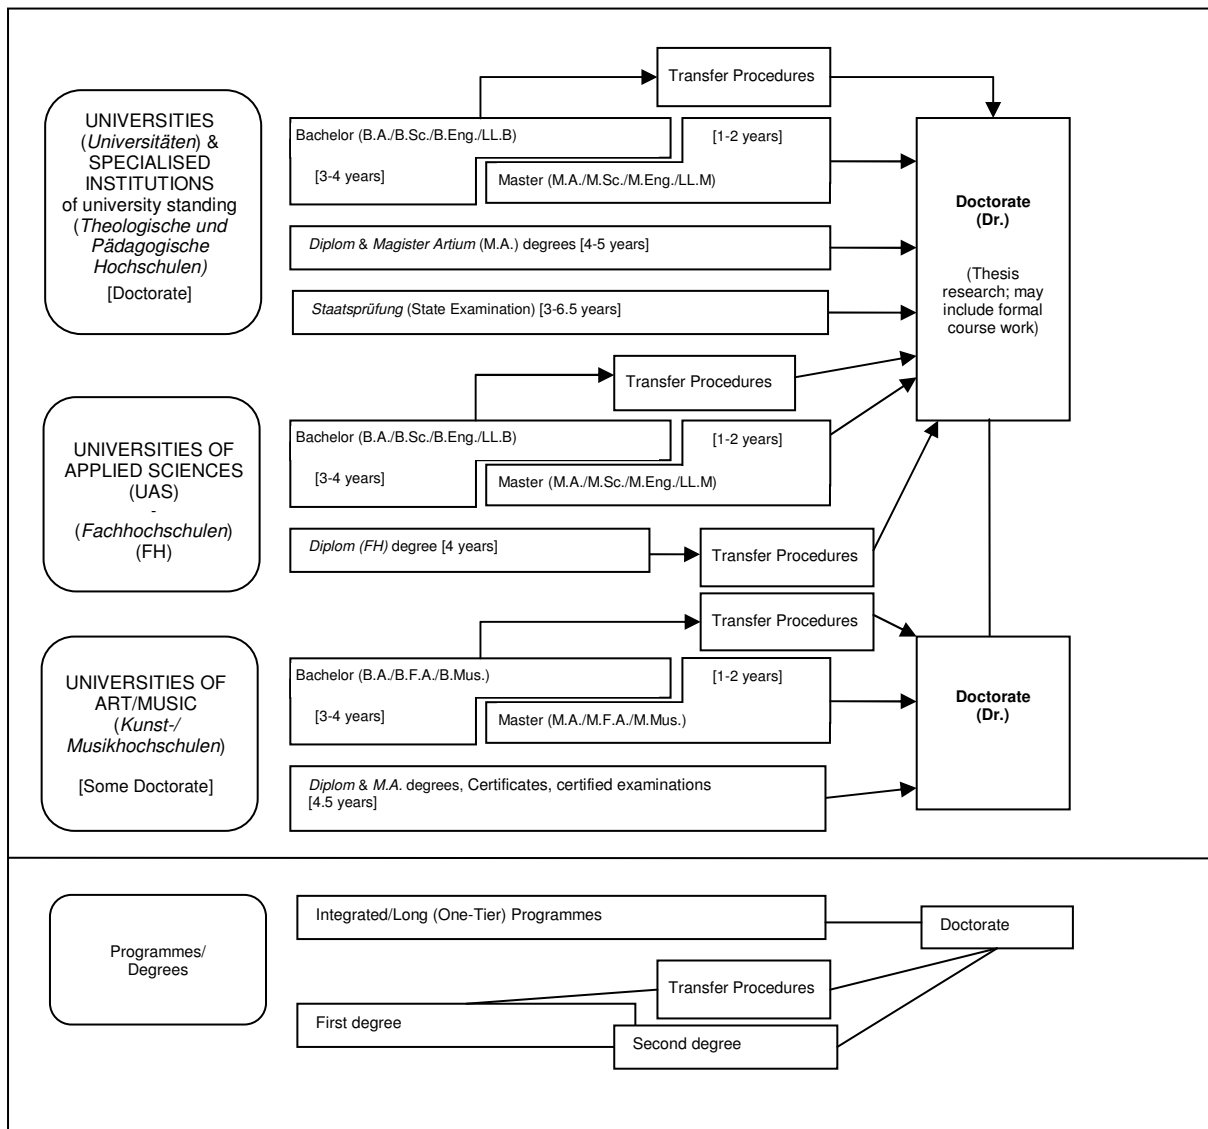 Transfer Procedures
UNIVERSITIES
(Universitäten) &
SPECIALISED
INSTITUTIONS
of university standing
(Theologische und
Pädagogische
Hochschulen)
[Doctorate]
Bachelor (B.A./B.Sc./B.Eng./LL.B)
[3-4 years]
[1-2 years]
Master (M.A./M.Sc./M.Eng./LL.M)
Diplom & Magister Artium (M.A.) degrees [4-5 years]
Staatsprüfung (State Examination) [3-6.5 years]
Doctorate
(Dr.)
(Thesis
research; may
include formal
course work)
Transfer Procedures
UNIVERSITIES OF
APPLIED SCIENCES
(UAS)
-
(Fachhochschulen)
(FH)
Bachelor (B.A./B.Sc./B.Eng./LL.B)
[3-4 years]
[1-2 years]
Master (M.A./M.Sc./M.Eng./LL.M)
Diplom (FH) degree [4 years]
Transfer Procedures
Transfer Procedures
UNIVERSITIES OF
ART/MUSIC
(Kunst-/
Musikhochschulen)
[Some Doctorate]
Bachelor (B.A./B.F.A./B.Mus.)
[3-4 years]
[1-2 years]
Master (M.A./M.F.A./M.Mus.)
Diplom & M.A. degrees, Certificates, certified examinations
[4.5 years]
Doctorate
(Dr.)
Programmes/
Degrees
Integrated/Long (One-Tier) Programmes
Doctorate
Transfer Procedures
First degree
Second degree